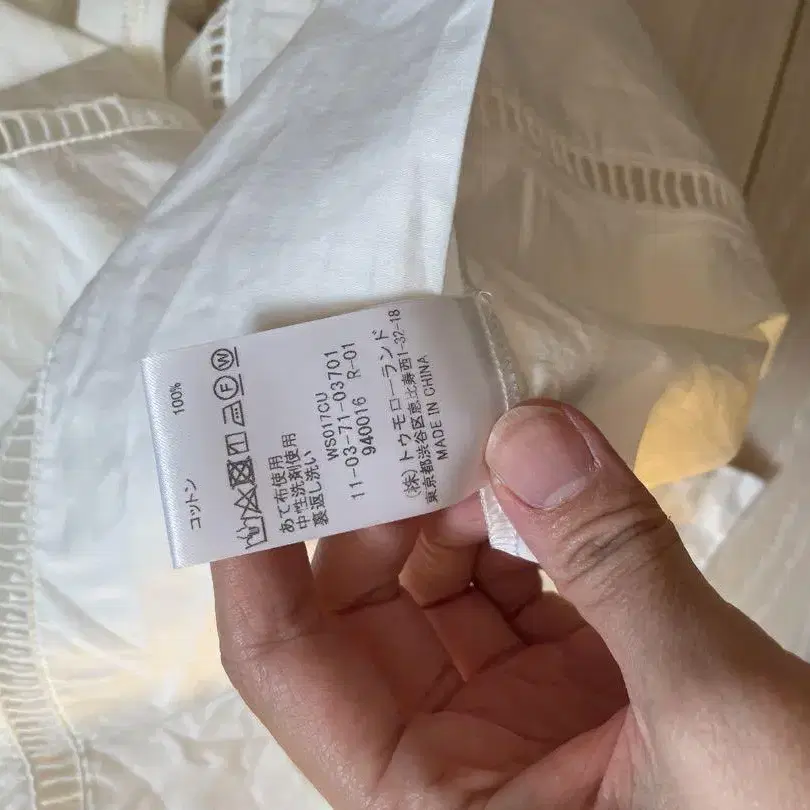 コットン 100%
あて布使用
中性洗剤使用
裏返し洗い
WS017CU
11-03-71-03701
940016 R-01
(株)トゥモローランド
東京都渋谷区恵比寿西1-32-18
MADE IN CHINA